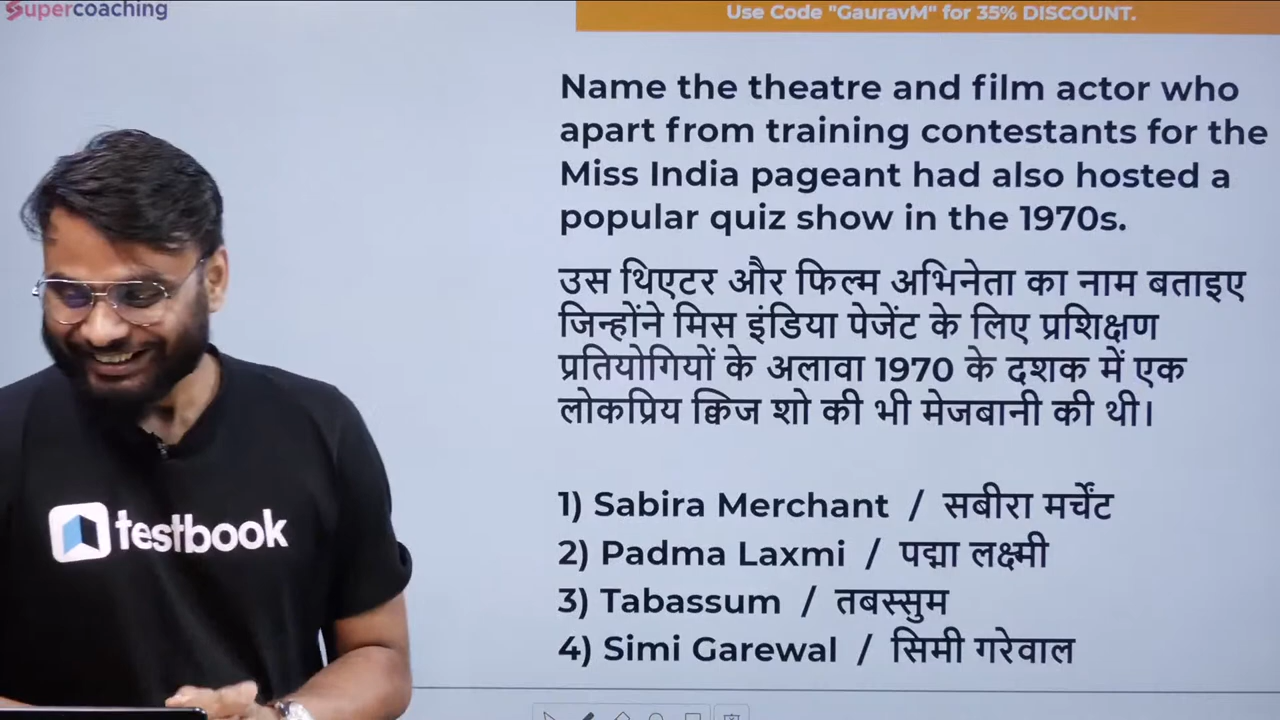 Supercoaching
Use Code "GauravM" for 35% DISCOUNT.
Name the theatre and film actor who
apart from training contestants for the
Miss India pageant had also hosted a
popular quiz show in the 1970s.
उस थिएटर और फिल्म अभिनेता का नाम बताइए
जिन्होंने मिस इंडिया पेजेंट के लिए प्रशिक्षण
प्रतियोगियों के अलावा 1970 के दशक में एक
लोकप्रिय क्विज शो की भी मेजबानी की थी।
1) Sabira Merchant / सबीरा मर्चेंट
2) Padma Laxmi / पद्मा लक्ष्मी
3) Tabassum / तबस्सुम
4) Simi Garewal / सिमी गरेवाल
testbook